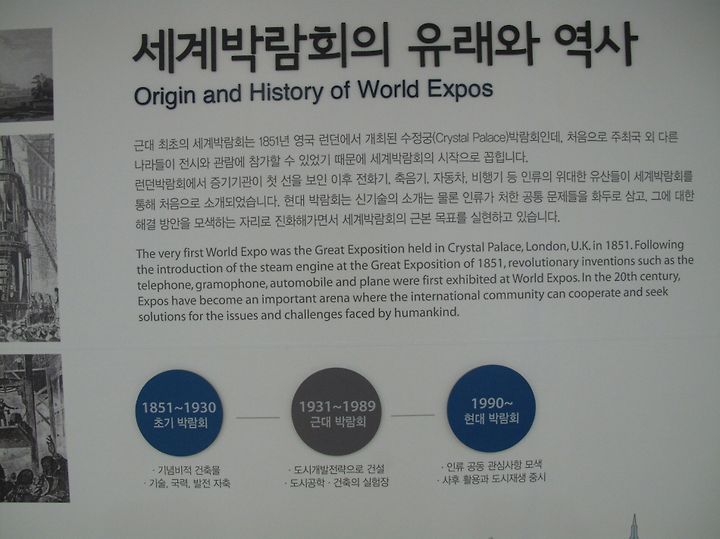 세계박람회의 유래와 역사
Origin and History of World Expos
근대 최초의 세계박람회는 1851년 영국 런던에서 개최된 수정궁(Crystal Palace)박람회인데, 처음으로 주최국 외 다른
나라들이 전시와 관람에 참가할 수 있었기 때문에 세계박람회의 시작으로 꼽힙니다.
런던박람회에서 증기기관이 첫 선을 보인 이후 전화기, 축음기, 자동차, 비행기 등 인류의 위대한 유산들이 세계박람회를
통해 처음으로 소개되었습니다. 현대 박람회는 신기술의 소개는 물론 인류가 처한 공통 문제들을 화두로 삼고, 그에 대한
해결 방안을 모색하는 자리로 진화해가면서 세계박람회의 근본 목표를 실현하고 있습니다.
The very first World Expo was the Great Exposition held in Crystal Palace, London, U.K. in 1851. Following
the introduction of the steam engine at the Great Exposition of 1851, revolutionary inventions such as the
telephone, gramophone, automobile and plane were first exhibited at World Expos. In the 20th century,
Expos have become an important arena where the international community can cooperate and seek
solutions for the issues and challenges faced by humankind.
1851~1930
초기 박람회
· 기념비적 건축물
· 기술, 국력, 발전 자축
1931~1989
근대 박람회
· 도시개발전략으로 건설
· 도시공학 · 건축의 실험장
1990~
현대 박람회
· 인류 공동 관심사항 모색
· 사후 활용과 도시재생 중시